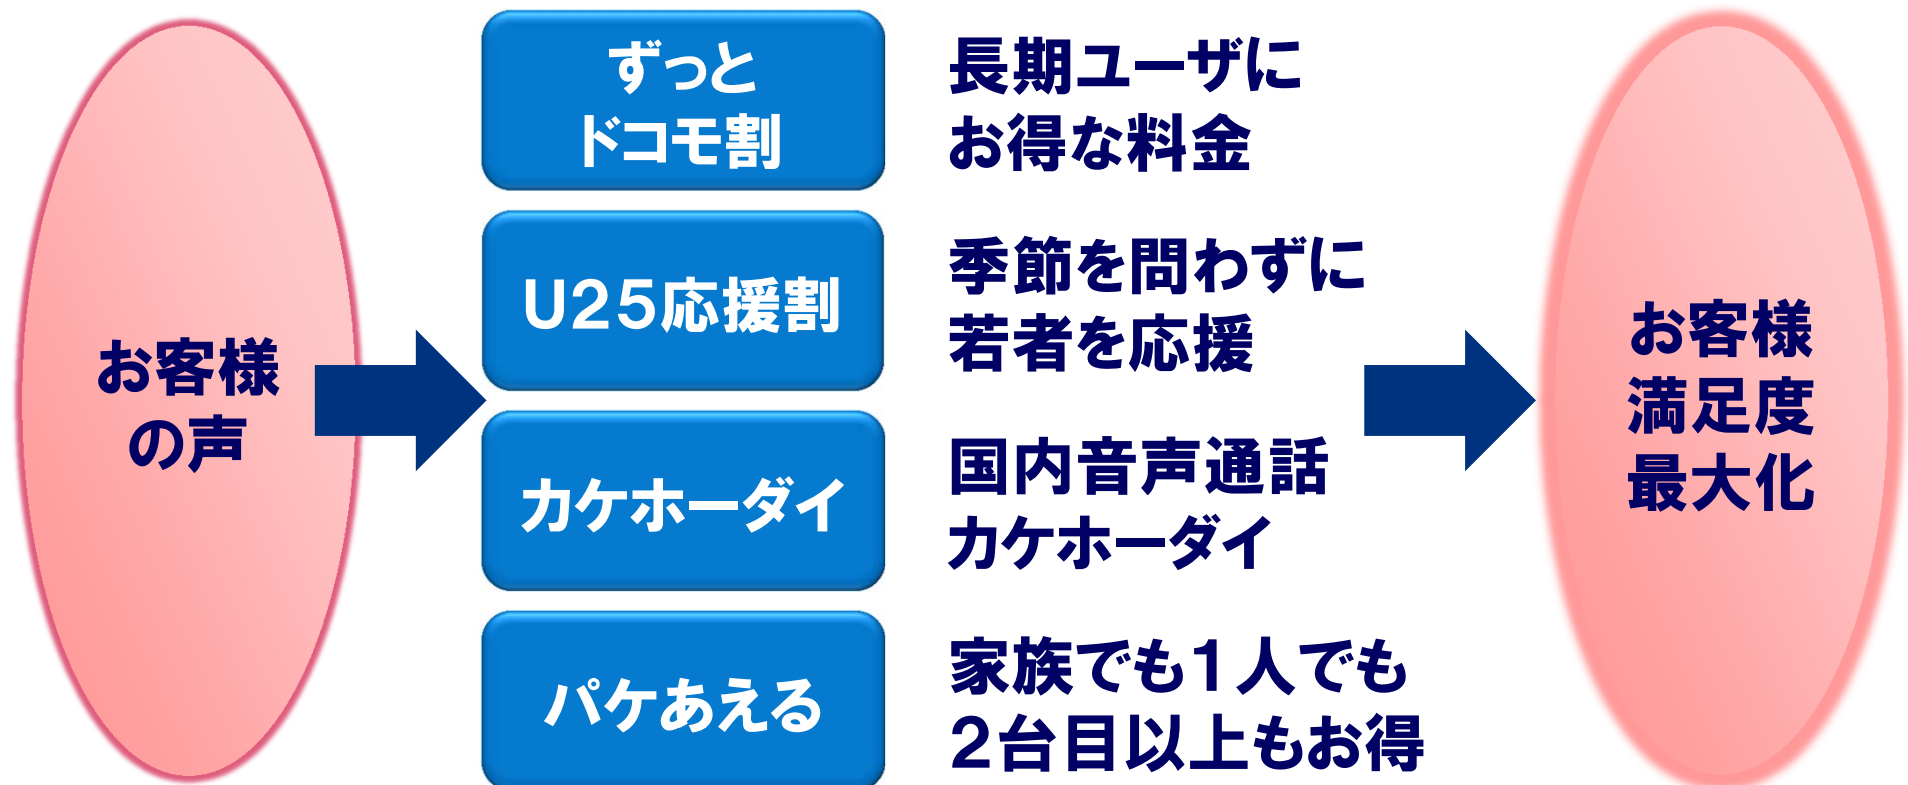 お客様
の声
ずっと
ドコモ割
長期ユーザに
お得な料金
U25応援割
季節を問わずに
若者を応援
カケホーダイ
国内音声通話
カケホーダイ
パケあえる
家族でも1人でも
2台目以上もお得
お客様
満足度
最大化